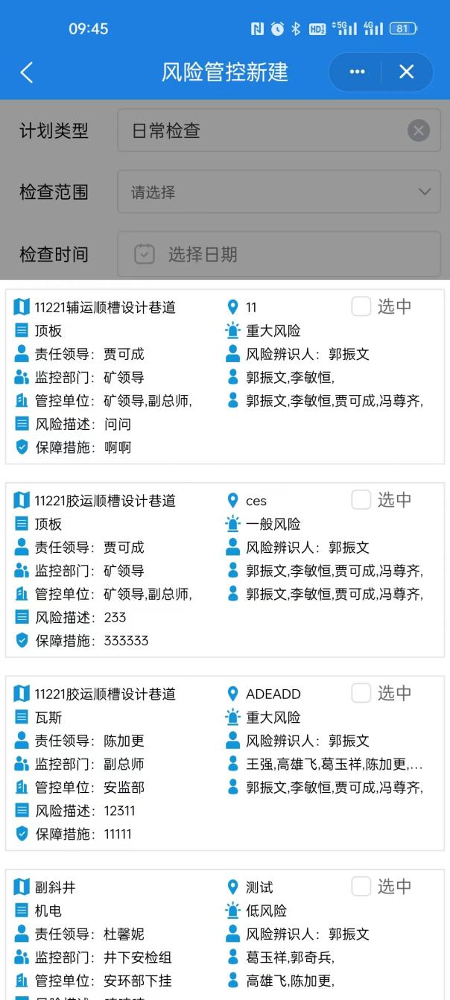 09:45
HD 5G 4G 81
风险管控新建
计划类型 日常检查
检查范围 请选择
检查时间 选择日期
11221辅运顺槽设计巷道 11 选中
顶板 重大风险
责任领导：贾可成 风险辨识人：郭振文
监控部门：矿领导 郭振文,李敏恒,
管控单位：矿领导,副总师, 郭振文,李敏恒,贾可成,冯尊齐,
风险描述：问问
保障措施：啊啊
11221胶运顺槽设计巷道 ces 选中
顶板 一般风险
责任领导：贾可成 风险辨识人：郭振文
监控部门：矿领导 郭振文,李敏恒,贾可成,冯尊齐,
管控单位：矿领导,副总师, 郭振文,李敏恒,贾可成,冯尊齐,
风险描述：233
保障措施：333333
11221胶运顺槽设计巷道 ADEADD 选中
瓦斯 重大风险
责任领导：陈加更 风险辨识人：郭振文
监控部门：副总师 王强,高雄飞,葛玉祥,陈加更,...
管控单位：安监部 郭振文,李敏恒,贾可成,冯尊齐,
风险描述：12311
保障措施：11111
副斜井 测试 选中
机电 低风险
责任领导：杜馨妮 风险辨识人：郭振文
监控部门：井下安检组 葛玉祥,郭奇兵,
管控单位：安环部下挂 高雄飞,陈加更,